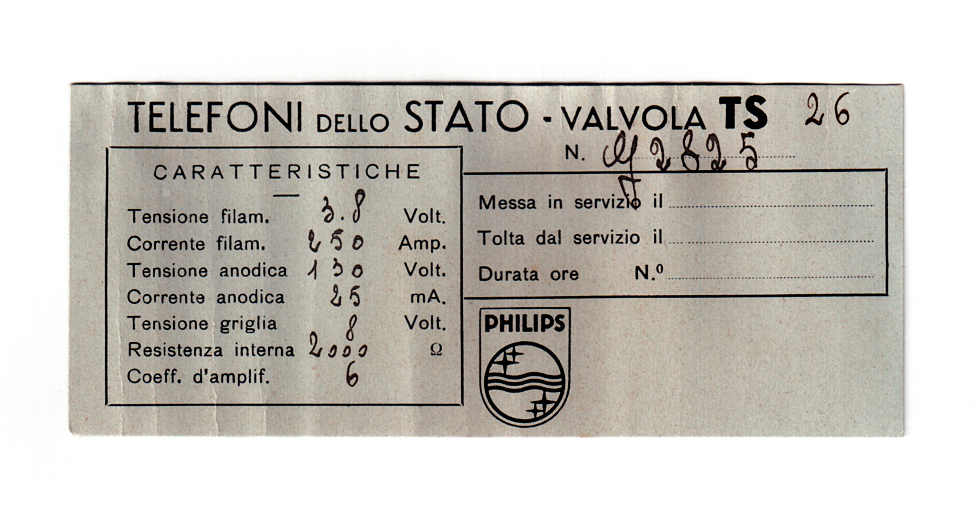 TELEFONI DELLO STATO - VALVOLA TS 26
N. 2825
CARATTERISTICHE
Tensione filam. 3.8 Volt.
Corrente filam. 250 Amp.
Tensione anodica 130 Volt.
Corrente anodica 25 mA.
Tensione griglia 8 Volt.
Resistenza interna 2000 Ω
Coeff. d'amplif. 6
Messa in servizio il
Tolta dal servizio il
Durata ore N.º
PHILIPS